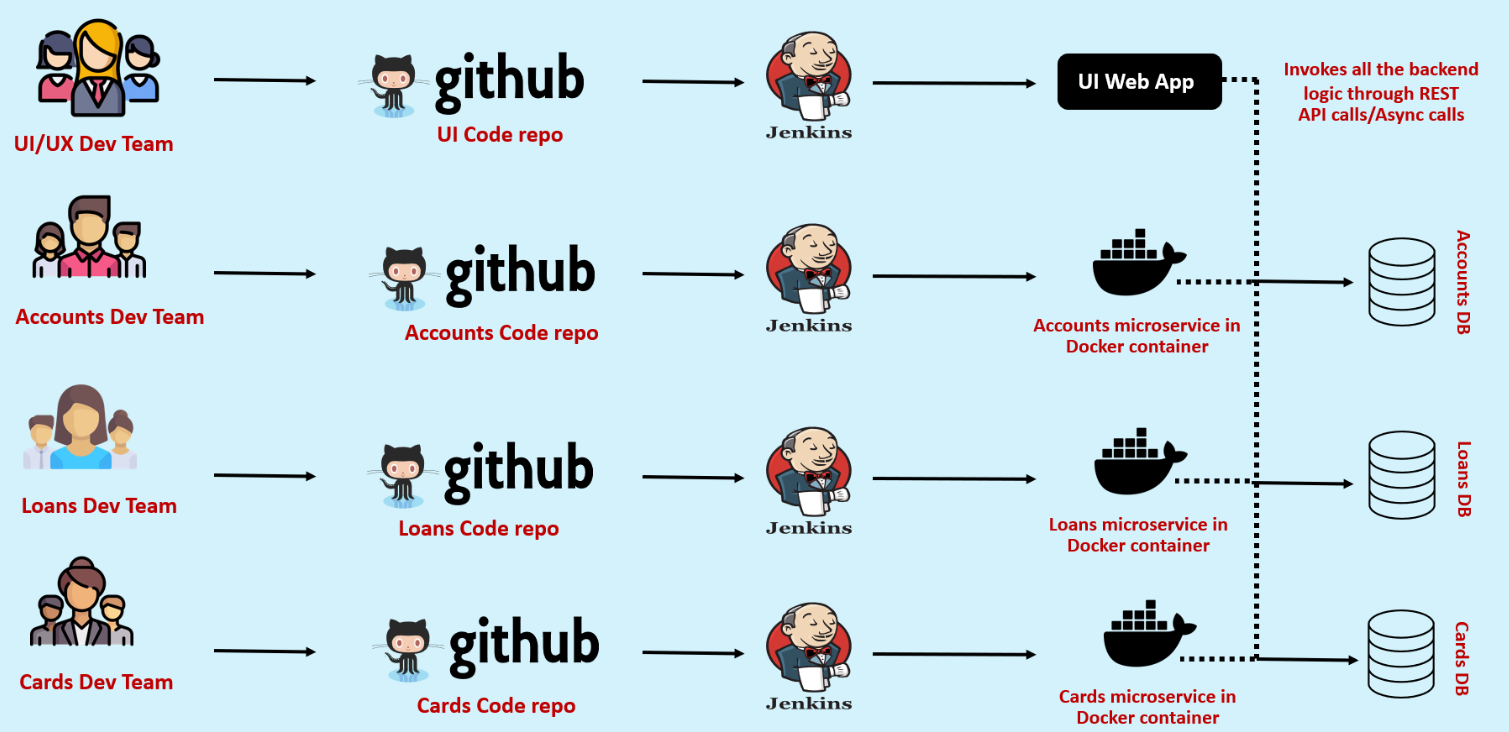 github
Jenkins
UI Web App
Invokes all the backend
logic through REST
API calls/Async calls
UI/UX Dev Team
UI Code repo
github
Jenkins
Accounts Dev Team
Accounts Code repo
Accounts microservice in
Docker container
Accounts DB
github
Jenkins
Loans Dev Team
Loans Code repo
Loans microservice in
Docker container
Loans DB
github
Jenkins
Cards Dev Team
Cards Code repo
Cards microservice in
Docker container
Cards DB